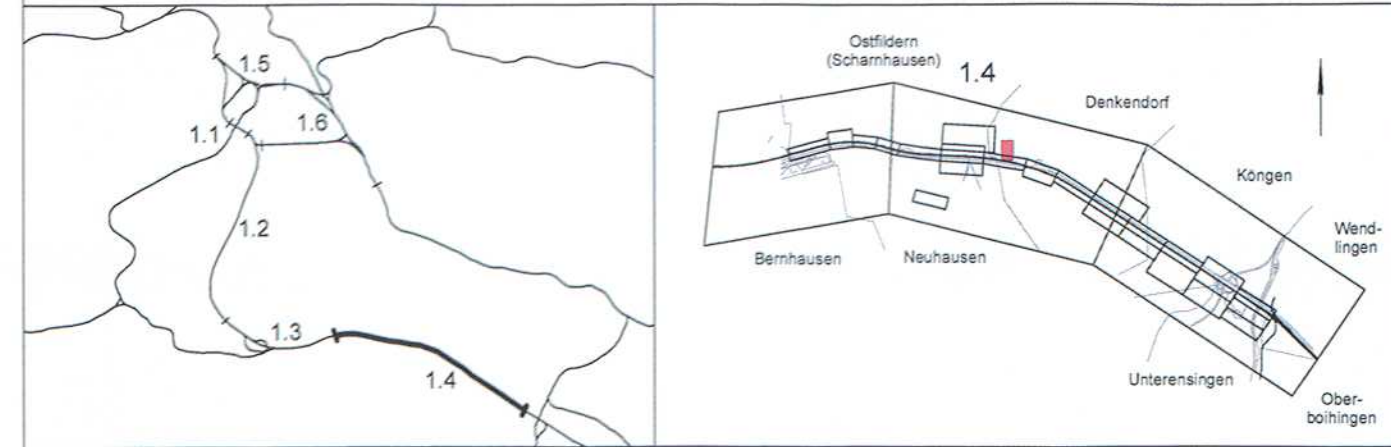 1.5
1.1
1.6
1.2
1.3
1.4
Ostfildern
(Scharnhausen)
1.4
Denkendorf
Köngen
Wend-
lingen
Bernhausen
Neuhausen
Unterensingen
Ober-
boihingen